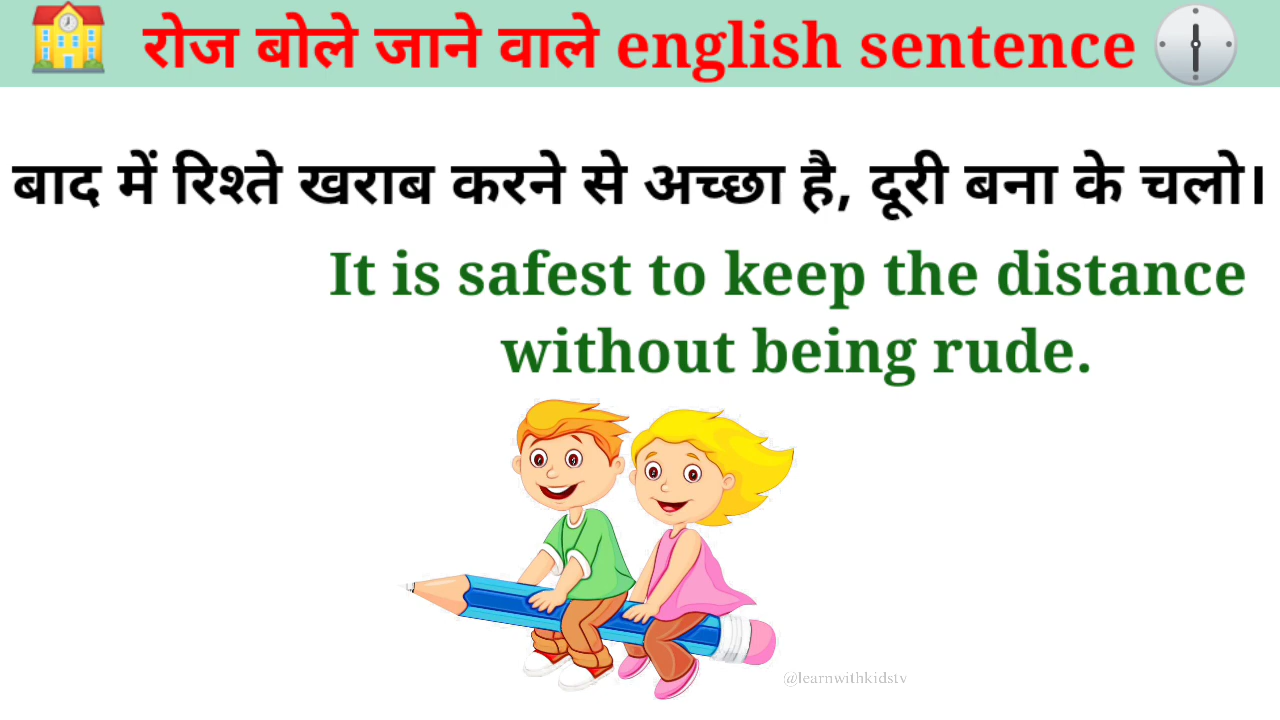 रोज बोले जाने वाले english sentence
बाद में रिश्ते खराब करने से अच्छा है, दूरी बना के चलो।
It is safest to keep the distance
without being rude.
@learnwithkidstv